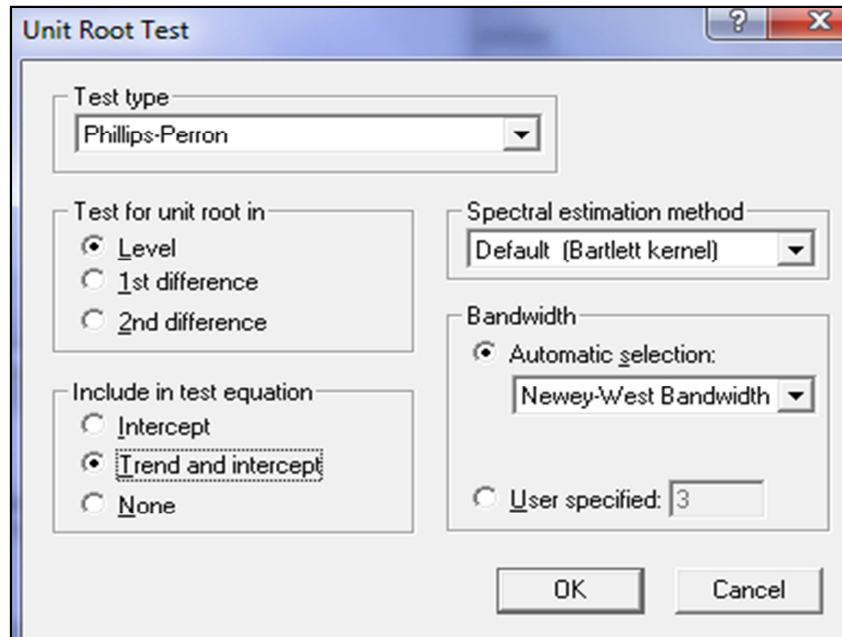 Unit Root Test
?
Test type
Phillips-Perron
Test for unit root in
Level
1st difference
2nd difference
Include in test equation
Intercept
Trend and intercept
None
Spectral estimation method
Default (Bartlett kernel)
Bandwidth
Automatic selection:
Newey-West Bandwidth
User specified: 3
OK
Cancel